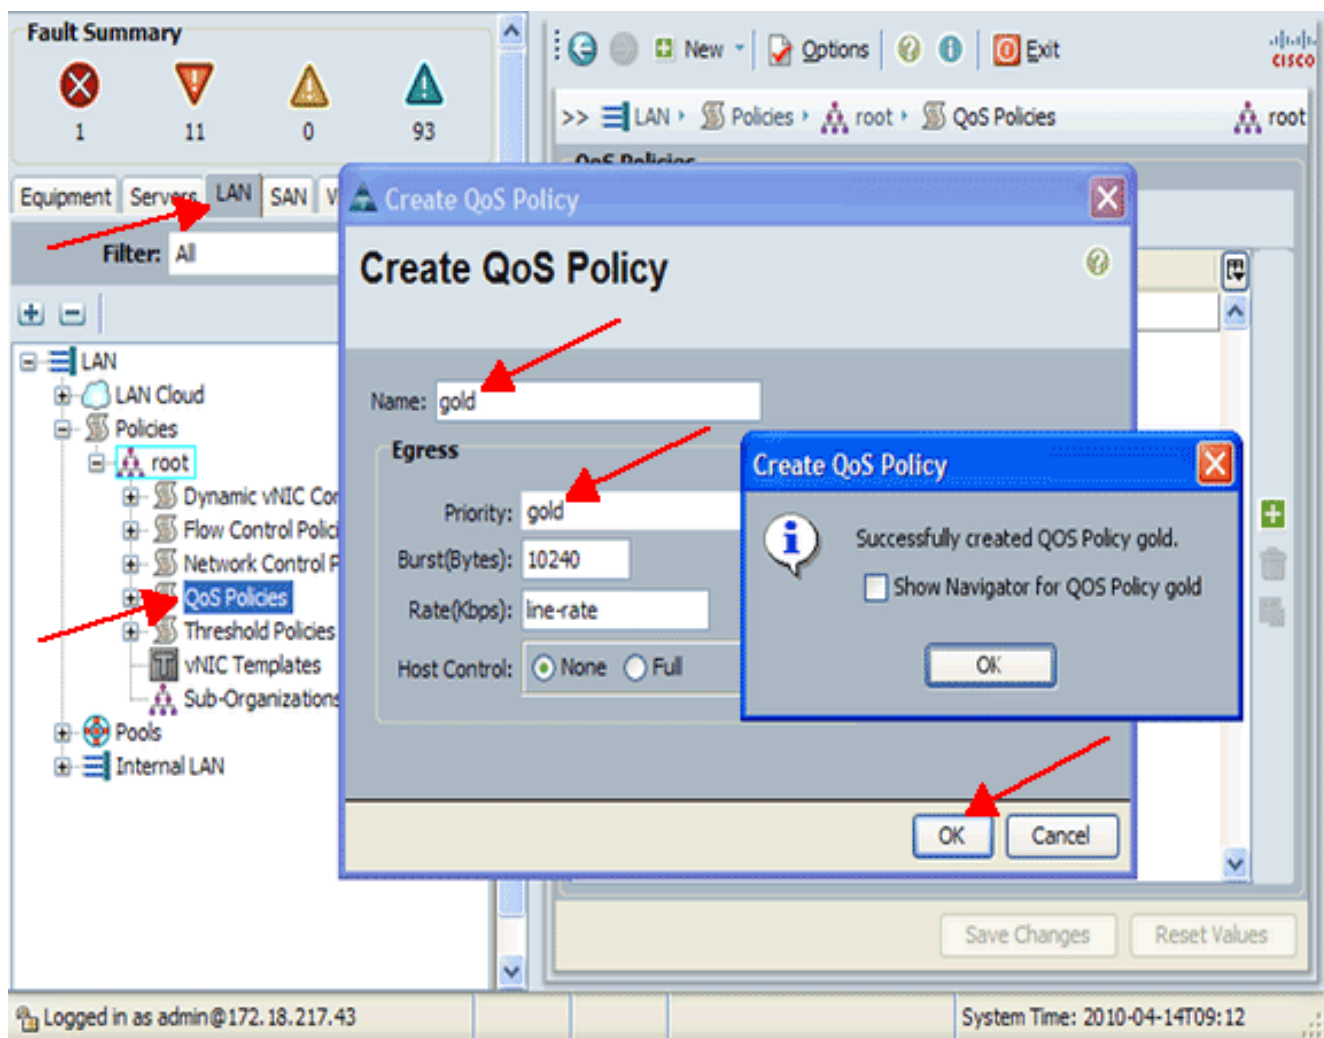 Fault Summary
1 11 0 93
New Options Exit
CISCO
>> LAN Policies root QoS Policies root
QoS Policies
Equipment Servers LAN SAN
Filter: All
LAN
LAN Cloud
Policies
root
Dynamic vNIC Con
Flow Control Polici
Network Control P
QoS Policies
Threshold Policies
vNIC Templates
Sub-Organizations
Pools
Internal LAN
Create QoS Policy
Create QoS Policy
Name: gold
Egress
Priority: gold
Burst(Bytes): 10240
Rate(Kbps): line-rate
Host Control: None Full
OK Cancel
Create QoS Policy
Successfully created QOS Policy gold.
Show Navigator for QOS Policy gold
OK
Save Changes Reset Values
Logged in as admin@172.18.217.43
System Time: 2010-04-14T09:12